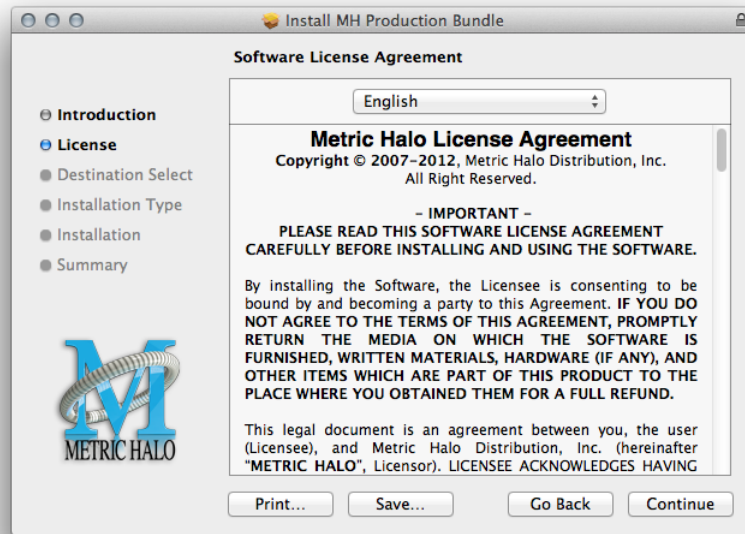 Install MH Production Bundle
Software License Agreement
Introduction
License
Destination Select
Installation Type
Installation
Summary
METRIC HALO
English
Metric Halo License Agreement
Copyright © 2007–2012, Metric Halo Distribution, Inc.
All Right Reserved.
– IMPORTANT –
PLEASE READ THIS SOFTWARE LICENSE AGREEMENT
CAREFULLY BEFORE INSTALLING AND USING THE SOFTWARE.
By installing the Software, the Licensee is consenting to be
bound by and becoming a party to this Agreement. IF YOU DO
NOT AGREE TO THE TERMS OF THIS AGREEMENT, PROMPTLY
RETURN THE MEDIA ON WHICH THE SOFTWARE IS
FURNISHED, WRITTEN MATERIALS, HARDWARE (IF ANY), AND
OTHER ITEMS WHICH ARE PART OF THIS PRODUCT TO THE
PLACE WHERE YOU OBTAINED THEM FOR A FULL REFUND.
This legal document is an agreement between you, the user
(Licensee), and Metric Halo Distribution, Inc. (hereinafter
“METRIC HALO”, Licensor). LICENSEE ACKNOWLEDGES HAVING
Print...
Save...
Go Back
Continue